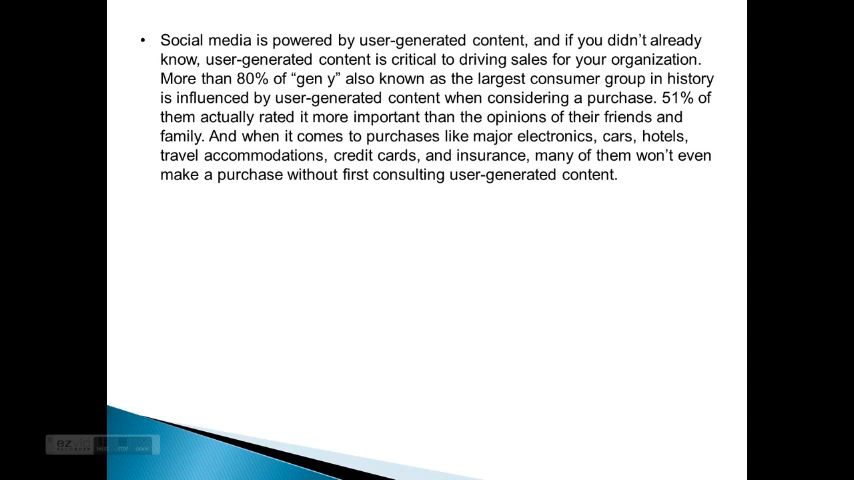 • Social media is powered by user-generated content, and if you didn’t already
know, user-generated content is critical to driving sales for your organization.
More than 80% of “gen y” also known as the largest consumer group in history
is influenced by user-generated content when considering a purchase. 51% of
them actually rated it more important than the opinions of their friends and
family. And when it comes to purchases like major electronics, cars, hotels,
travel accommodations, credit cards, and insurance, many of them won’t even
make a purchase without first consulting user-generated content.
ezvid
RECORDER